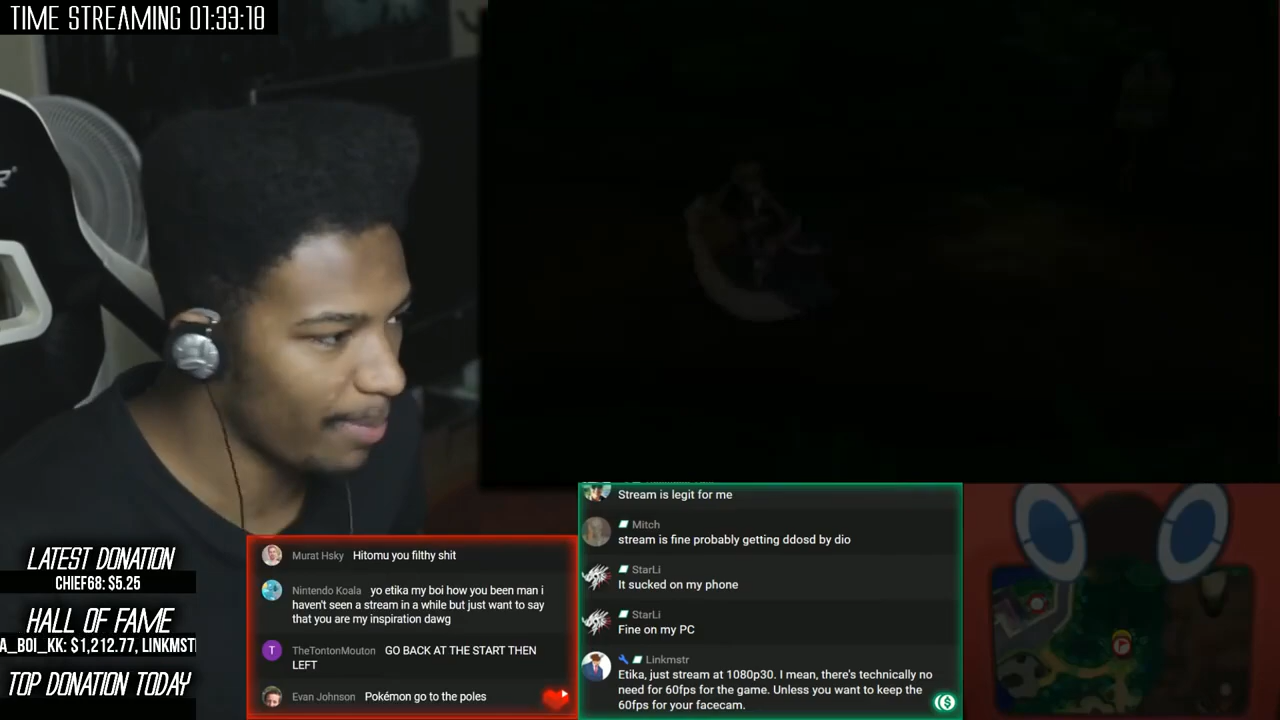 TIME STREAMING 01:33:18
LATEST DONATION
CHIEF68: $5.25
HALL OF FAME
A_BOI_KK: $1,212.77, LINKMST
TOP DONATION TODAY
Murat Hsky Hitomu you filthy shit
Nintendo Koala yo etika my boi how you been man i
haven't seen a stream in a while but just want to say
that you are my inspiration dawg
TheTontonMouton GO BACK AT THE START THEN
LEFT
Evan Johnson Pokémon go to the poles
Stream is legit for me
Mitch
stream is fine probably getting ddosd by dio
StarLi
It sucked on my phone
StarLi
Fine on my PC
Linkmstr
Etika, just stream at 1080p30. I mean, there's technically no
need for 60fps for the game. Unless you want to keep the
60fps for your facecam.